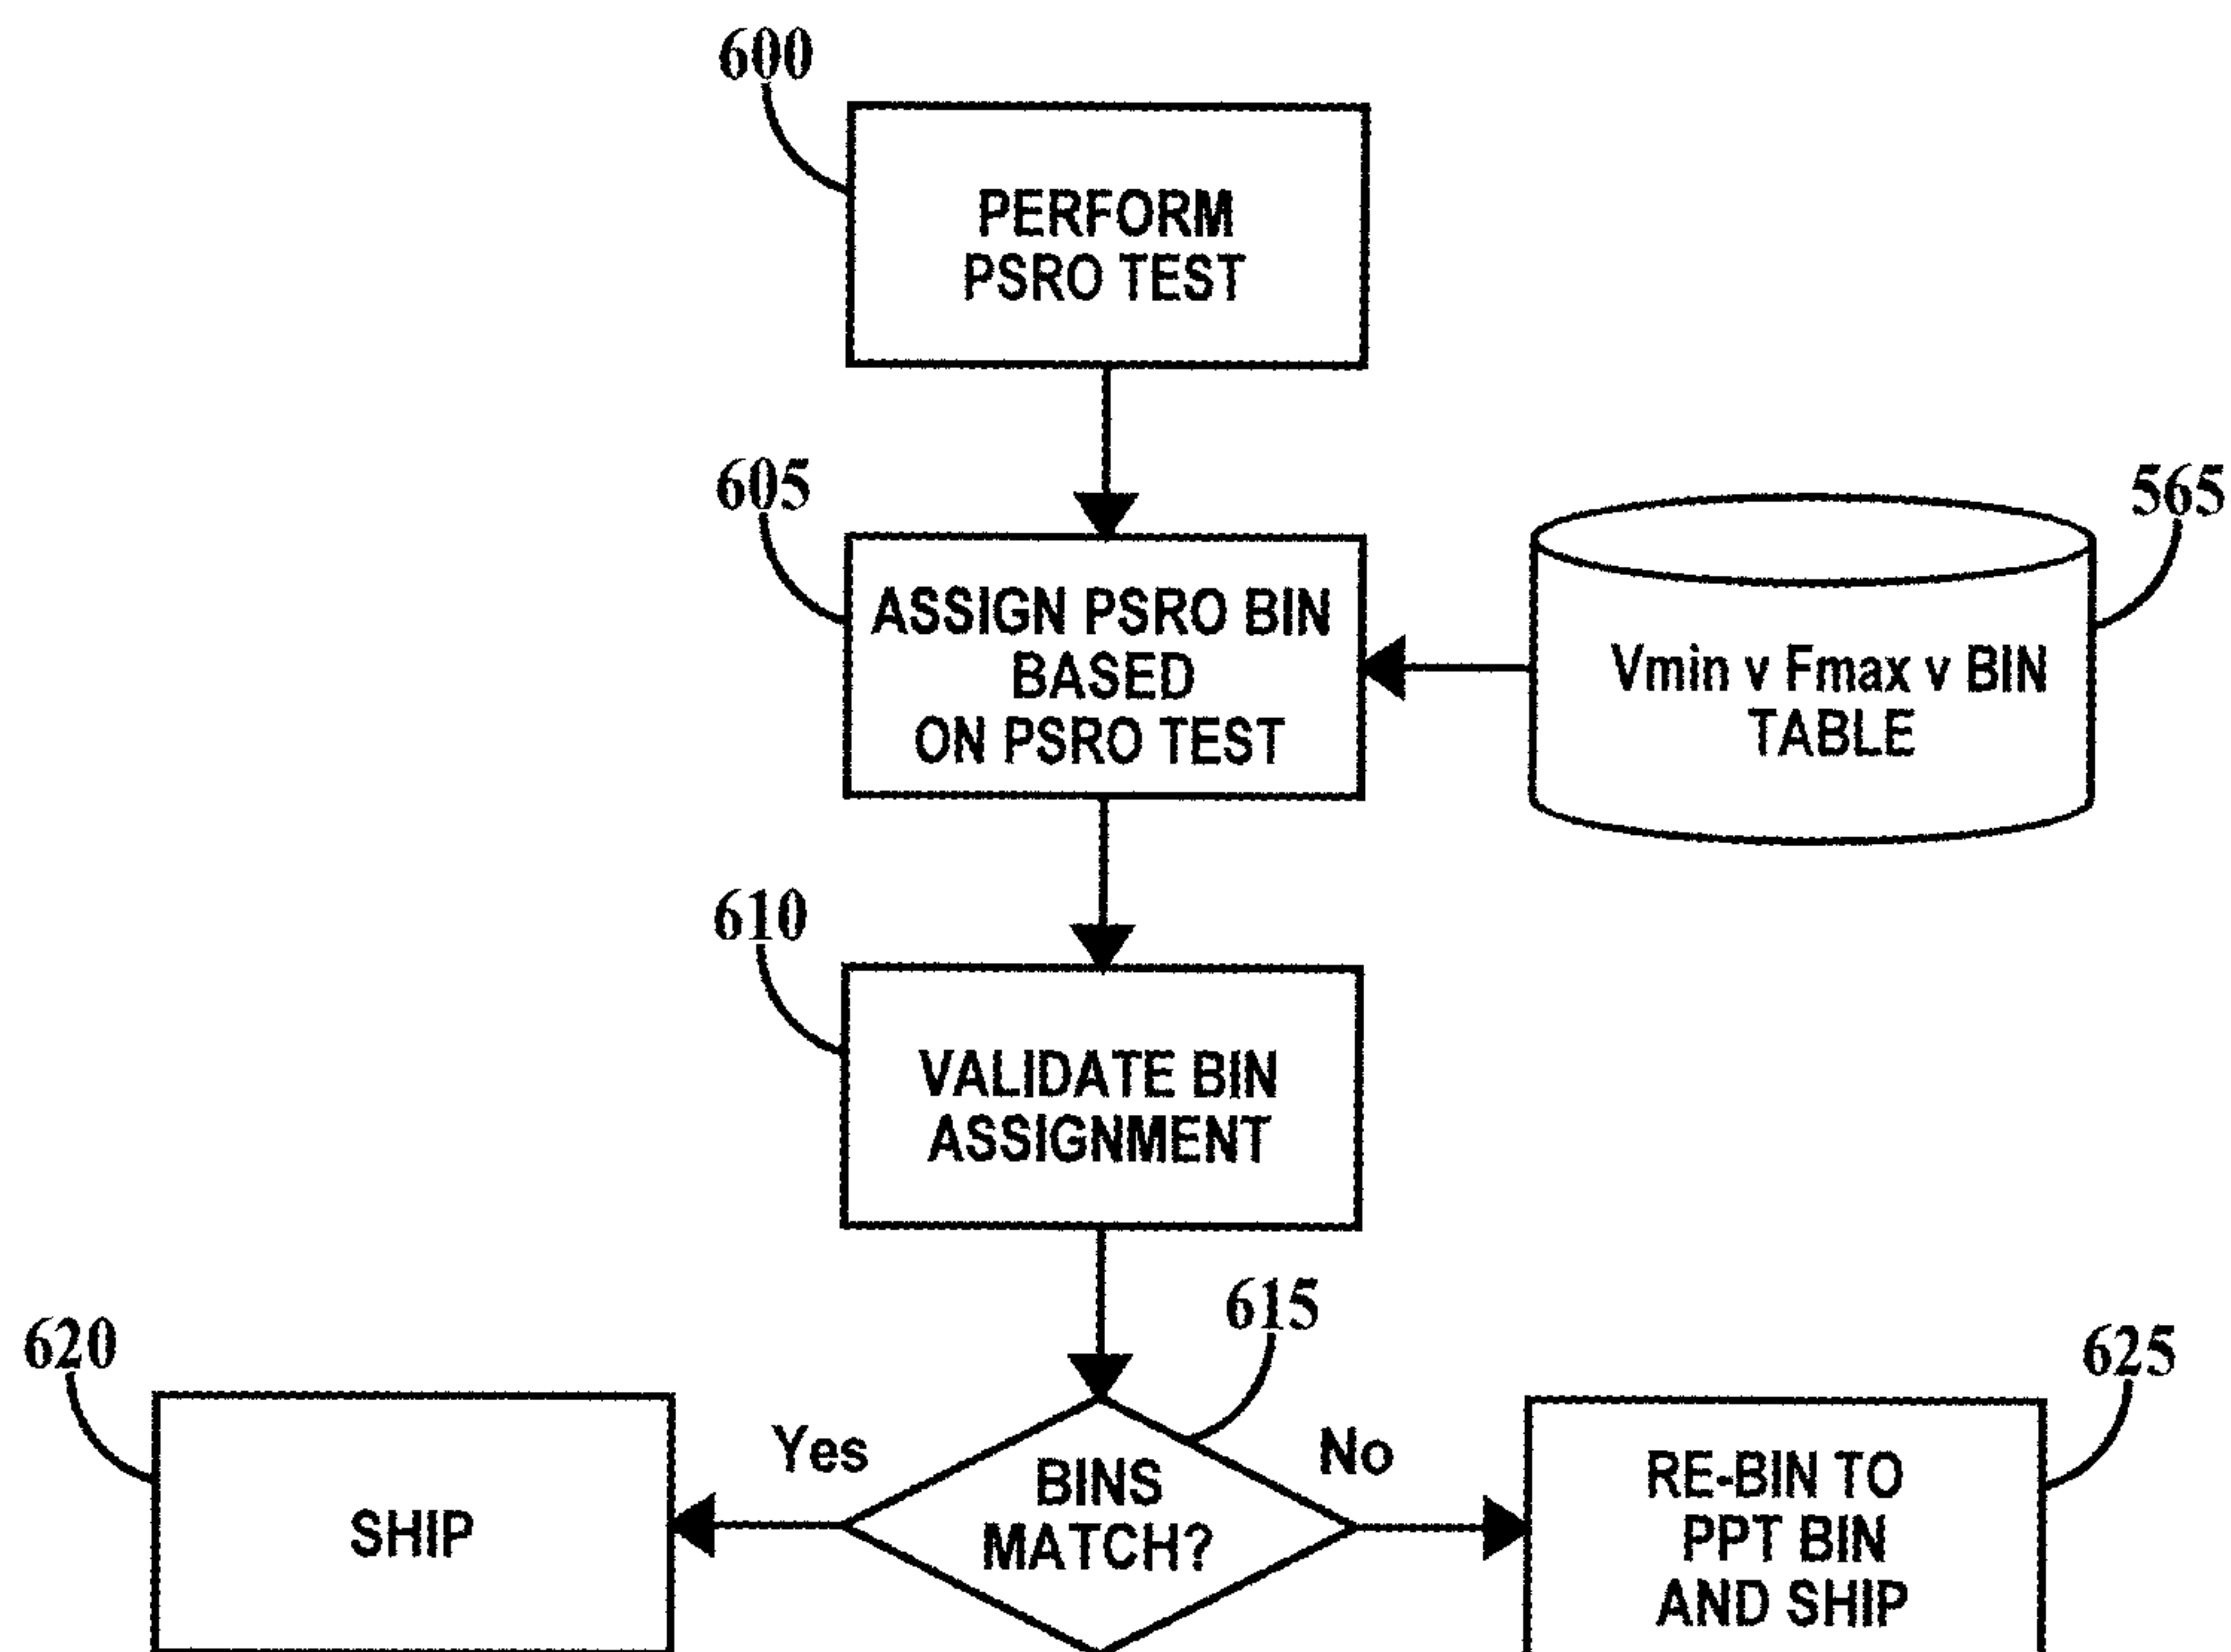 600
PERFORM
PSRO TEST
605
565
ASSIGN PSRO BIN
BASED
ON PSRO TEST
Vmin v Fmax v BIN
TABLE
610
VALIDATE BIN
ASSIGNMENT
615
620
625
Yes
No
SHIP
BINS
MATCH?
RE-BIN TO
PPT BIN
AND SHIP